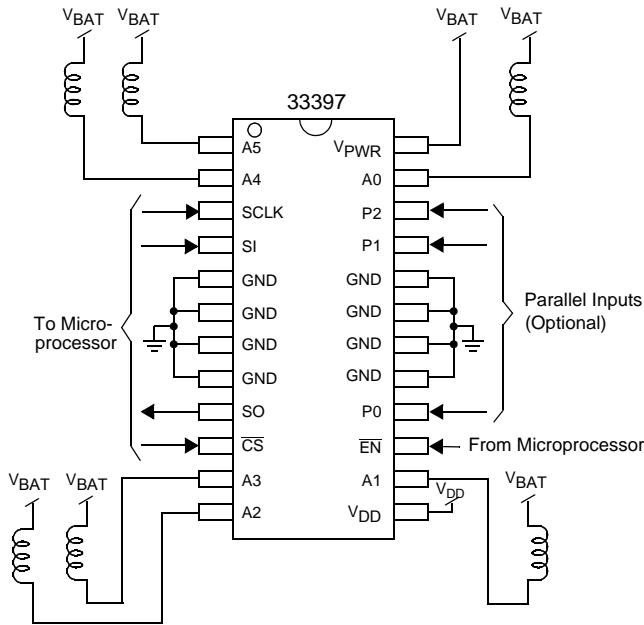 VBAT VBAT VBAT VBAT
33397
A5 VPWR
A4 A0
SCLK P2
SI P1
GND GND
GND GND
GND GND
GND GND
SO P0
C̅S̅ E̅N̅
A3 A1
A2 VDD
To Micro-
processor
Parallel Inputs
(Optional)
From Microprocessor
VBAT VBAT VDD VBAT